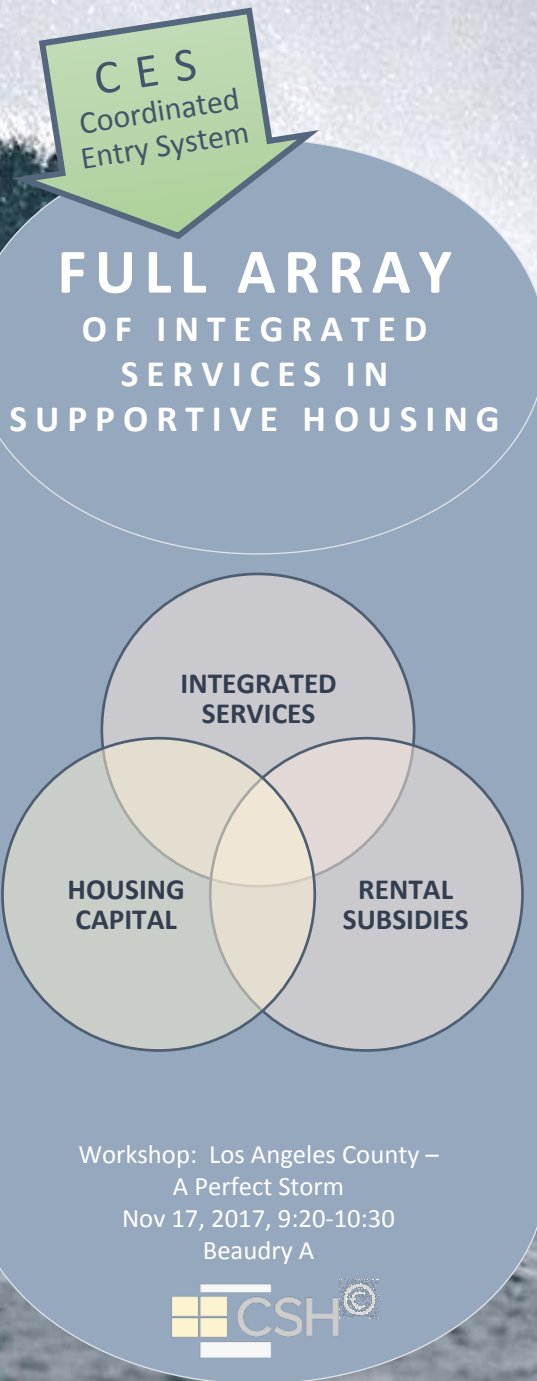 C E S
Coordinated
Entry System
FULL ARRAY
OF INTEGRATED
SERVICES IN
SUPPORTIVE HOUSING
INTEGRATED
SERVICES
HOUSING
CAPITAL
RENTAL
SUBSIDIES
Workshop: Los Angeles County –
A Perfect Storm
Nov 17, 2017, 9:20-10:30
Beaudry A
CSH©